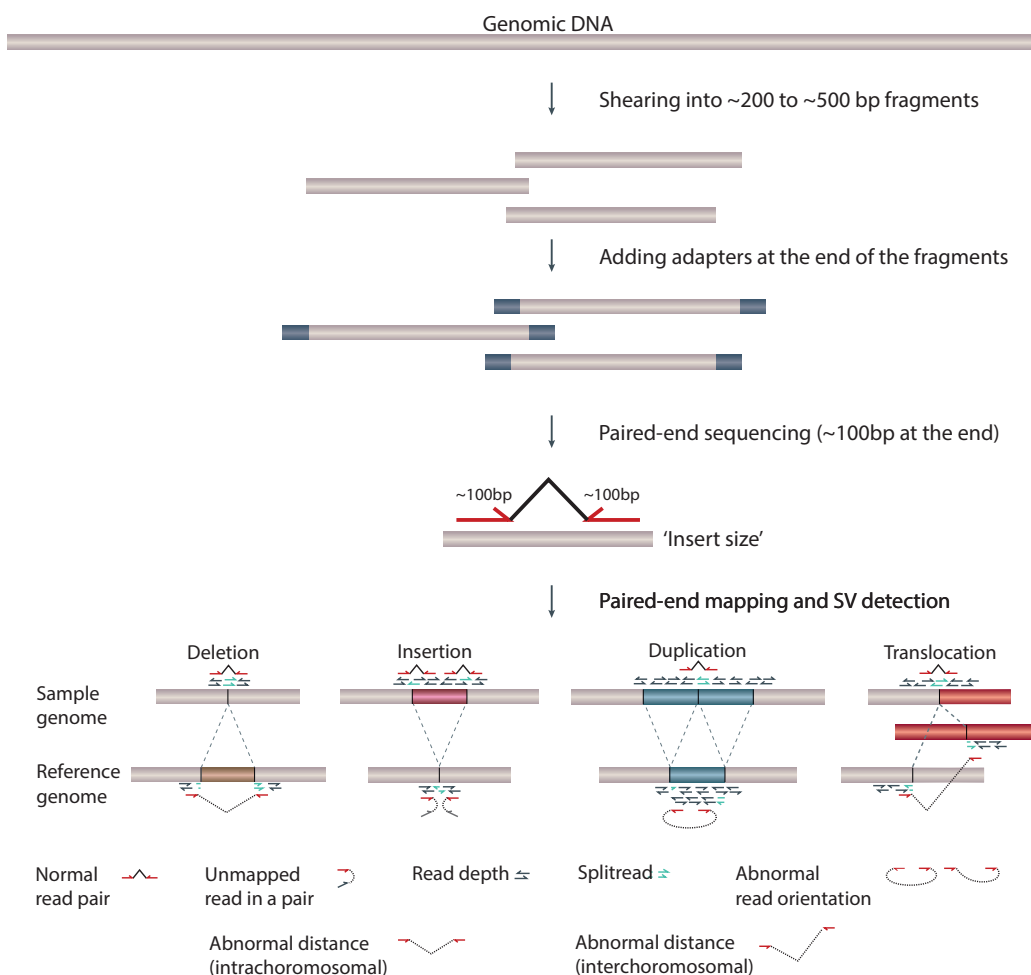 Genomic DNA
Shearing into ~200 to ~500 bp fragments
Adding adapters at the end of the fragments
Paired-end sequencing (~100bp at the end)
~100bp
~100bp
'Insert size'
Paired-end mapping and SV detection
Deletion
Insertion
Duplication
Translocation
Sample
genome
Reference
genome
Normal
read pair
Unmapped
read in a pair
Read depth
Splitread
Abnormal
read orientation
Abnormal distance
(intrachoromosomal)
Abnormal distance
(interchoromosomal)